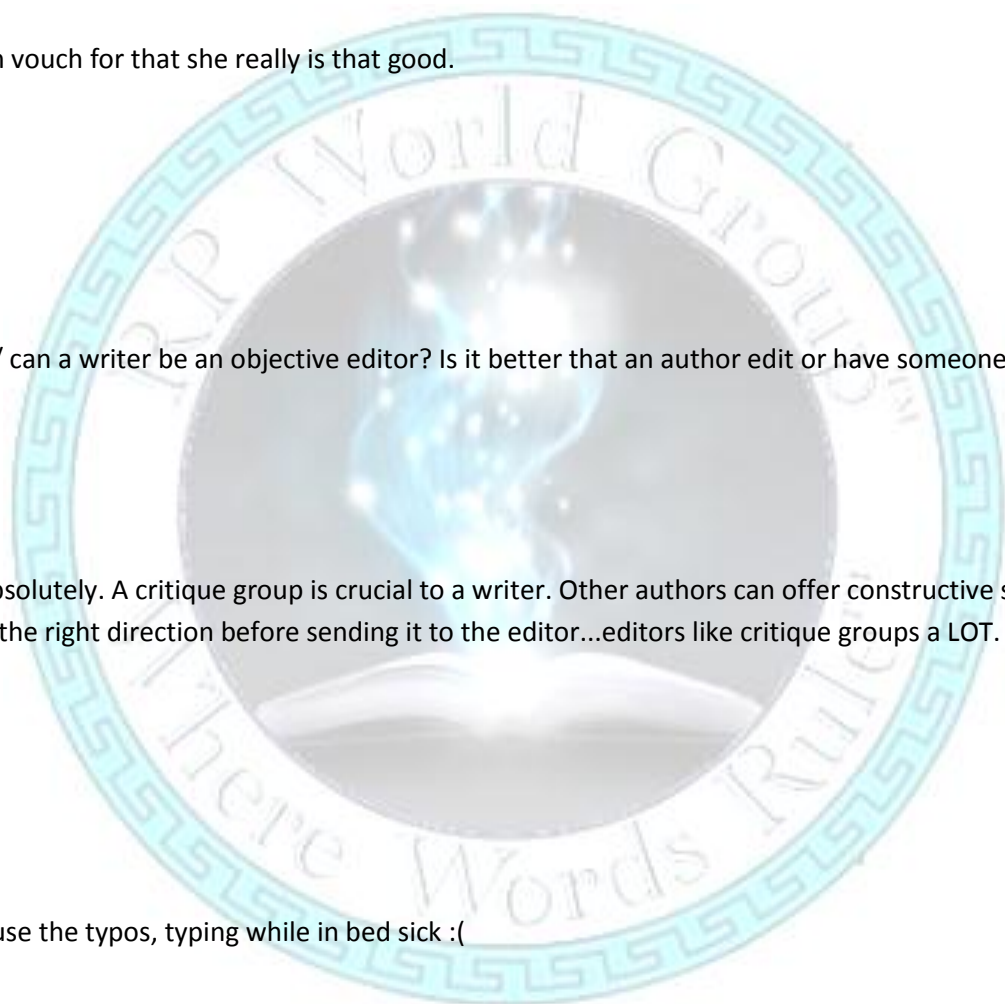 vouch for that she really is that good.
RP World Group™
can a writer be an objective editor? Is it better that an author edit or have someone
bsolutely. A critique group is crucial to a writer. Other authors can offer constructive s
the right direction before sending it to the editor...editors like critique groups a LOT.
"Where Words Rule"
use the typos, typing while in bed sick :(